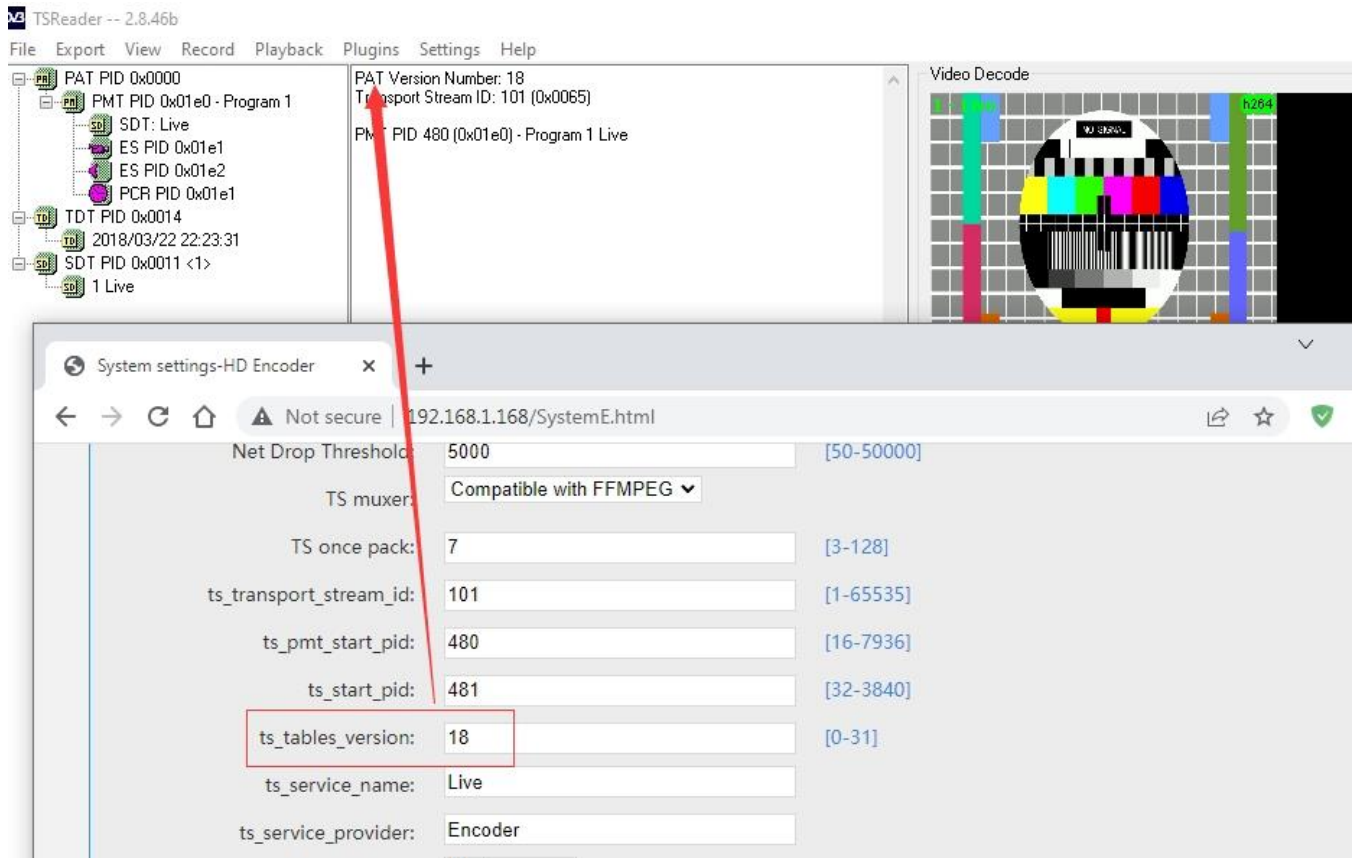 TSReader -- 2.8.46b
File Export View Record Playback Plugins Settings Help
PAT PID 0x0000
PMT PID 0x01e0 - Program 1
SDT: Live
ES PID 0x01e1
ES PID 0x01e2
PCR PID 0x01e1
TDT PID 0x0014
2018/03/22 22:23:31
SDT PID 0x0011 <1>
1 Live
PAT Version Number: 18
Transport Stream ID: 101 (0x0065)
PMT PID 480 (0x01e0) - Program 1 Live
Video Decode
h264
NO SIGNAL
System settings-HD Encoder
Not secure | 192.168.1.168/SystemE.html
Net Drop Threshold: 5000 [50-50000]
TS muxer: Compatible with FFMPEG
TS once pack: 7 [3-128]
ts_transport_stream_id: 101 [1-65535]
ts_pmt_start_pid: 480 [16-7936]
ts_start_pid: 481 [32-3840]
ts_tables_version: 18 [0-31]
ts_service_name: Live
ts_service_provider: Encoder